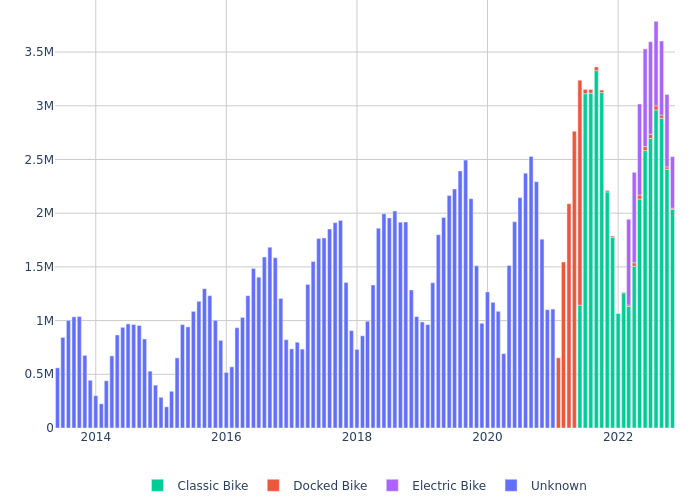 3.5M
3M
2.5M
2M
1.5M
1M
0.5M
0
2014 2016 2018 2020 2022
Classic Bike Docked Bike Electric Bike Unknown